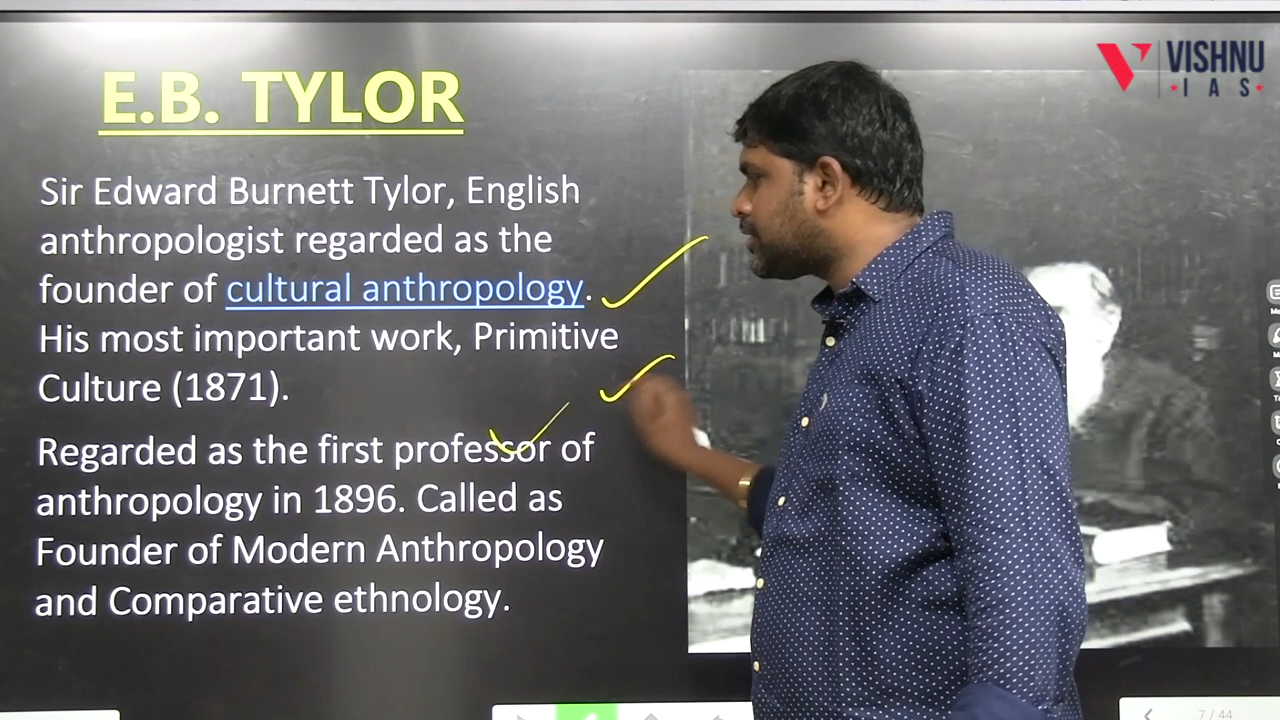 VISHNU
IAS
E.B. TYLOR
Sir Edward Burnett Tylor, English
anthropologist regarded as the
founder of cultural anthropology.
His most important work, Primitive
Culture (1871).
Regarded as the first professor of
anthropology in 1896. Called as
Founder of Modern Anthropology
and Comparative ethnology.
7 / 44